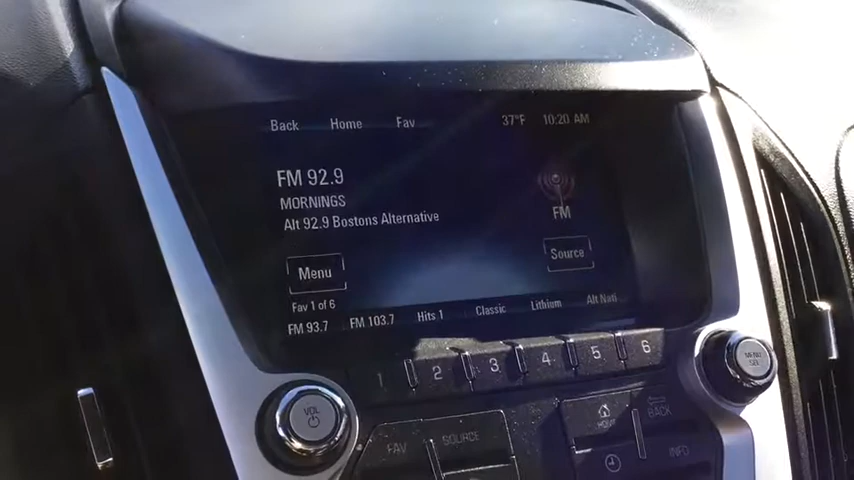 Back Home Fav 37°F 10:20 AM
FM 92.9
MORNINGS
Alt 92.9 Bostons Alternative
FM
Menu
Source
Fav 1 of 6
FM 93.7 FM 103.7 Hits 1 Classic Lithium Alt Nati
1 2 3 4 5 6
MENU
SEL
VOL
FAV SOURCE HOME BACK
INFO